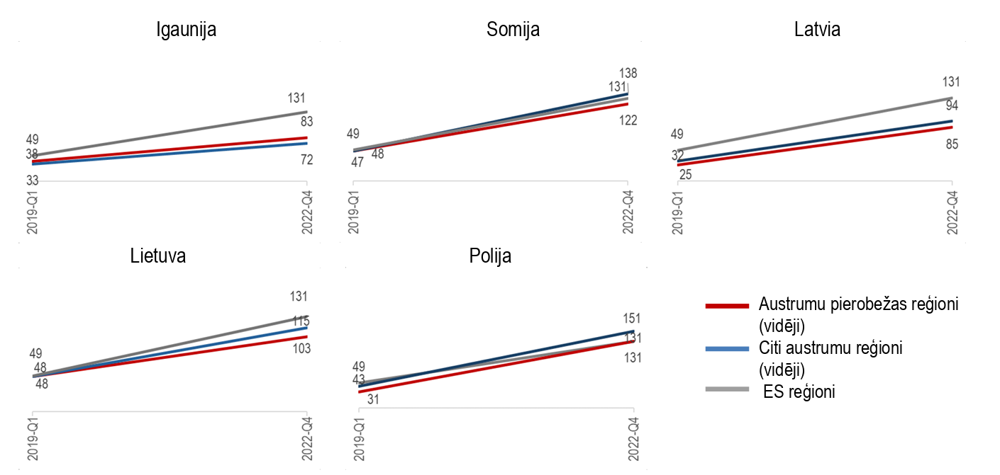 Igaunija
131
83
49
38
72
33
2019-Q1
2022-Q4
Somija
138
131
122
49
48
47
2019-Q1
2022-Q4
Latvia
131
94
49
32
85
25
2019-Q1
2022-Q4
Lietuva
131
115
103
49
48
48
2019-Q1
2022-Q4
Polija
151
131
131
49
43
31
2019-Q1
2022-Q4
Austrumu pierobežas reģioni
(vidēji)
Citi austrumu reģioni
(vidēji)
ES reģioni